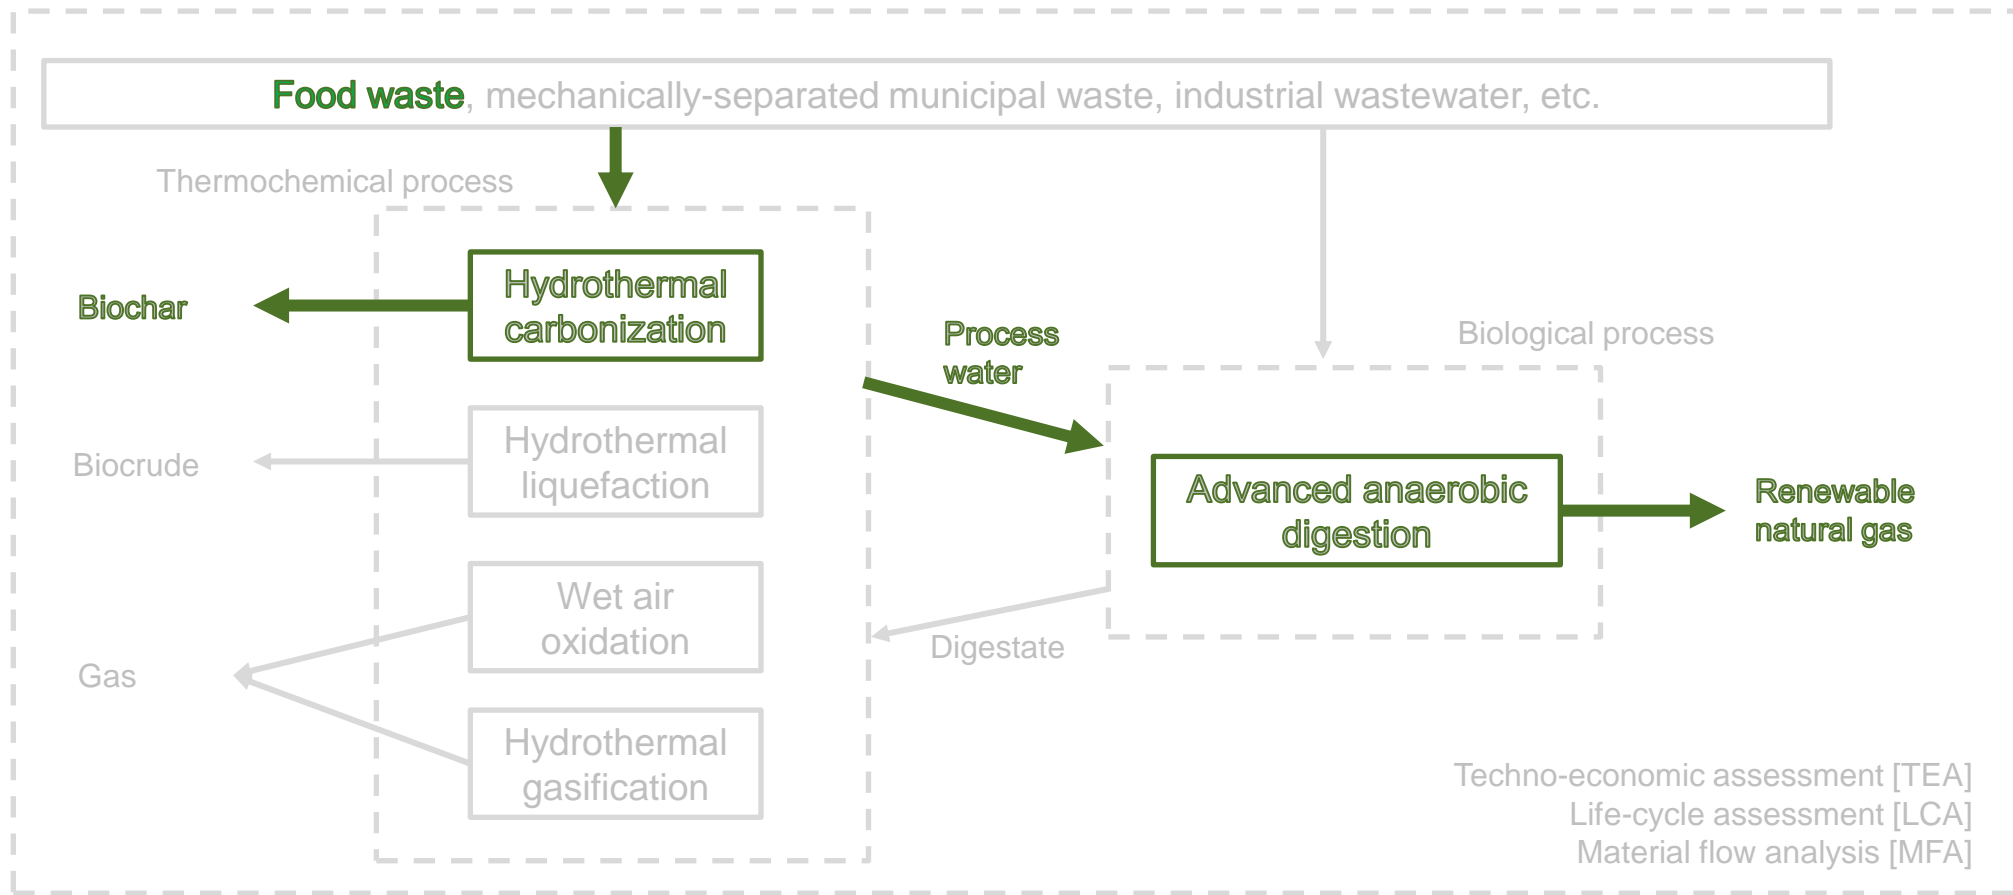 Food waste, mechanically-separated municipal waste, industrial wastewater, etc.
Thermochemical process
Hydrothermal
carbonization
Biochar
Process
water
Biological process
Hydrothermal
liquefaction
Biocrude
Advanced anaerobic
digestion
Renewable
natural gas
Wet air
oxidation
Digestate
Gas
Hydrothermal
gasification
Techno-economic assessment [TEA]
Life-cycle assessment [LCA]
Material flow analysis [MFA]